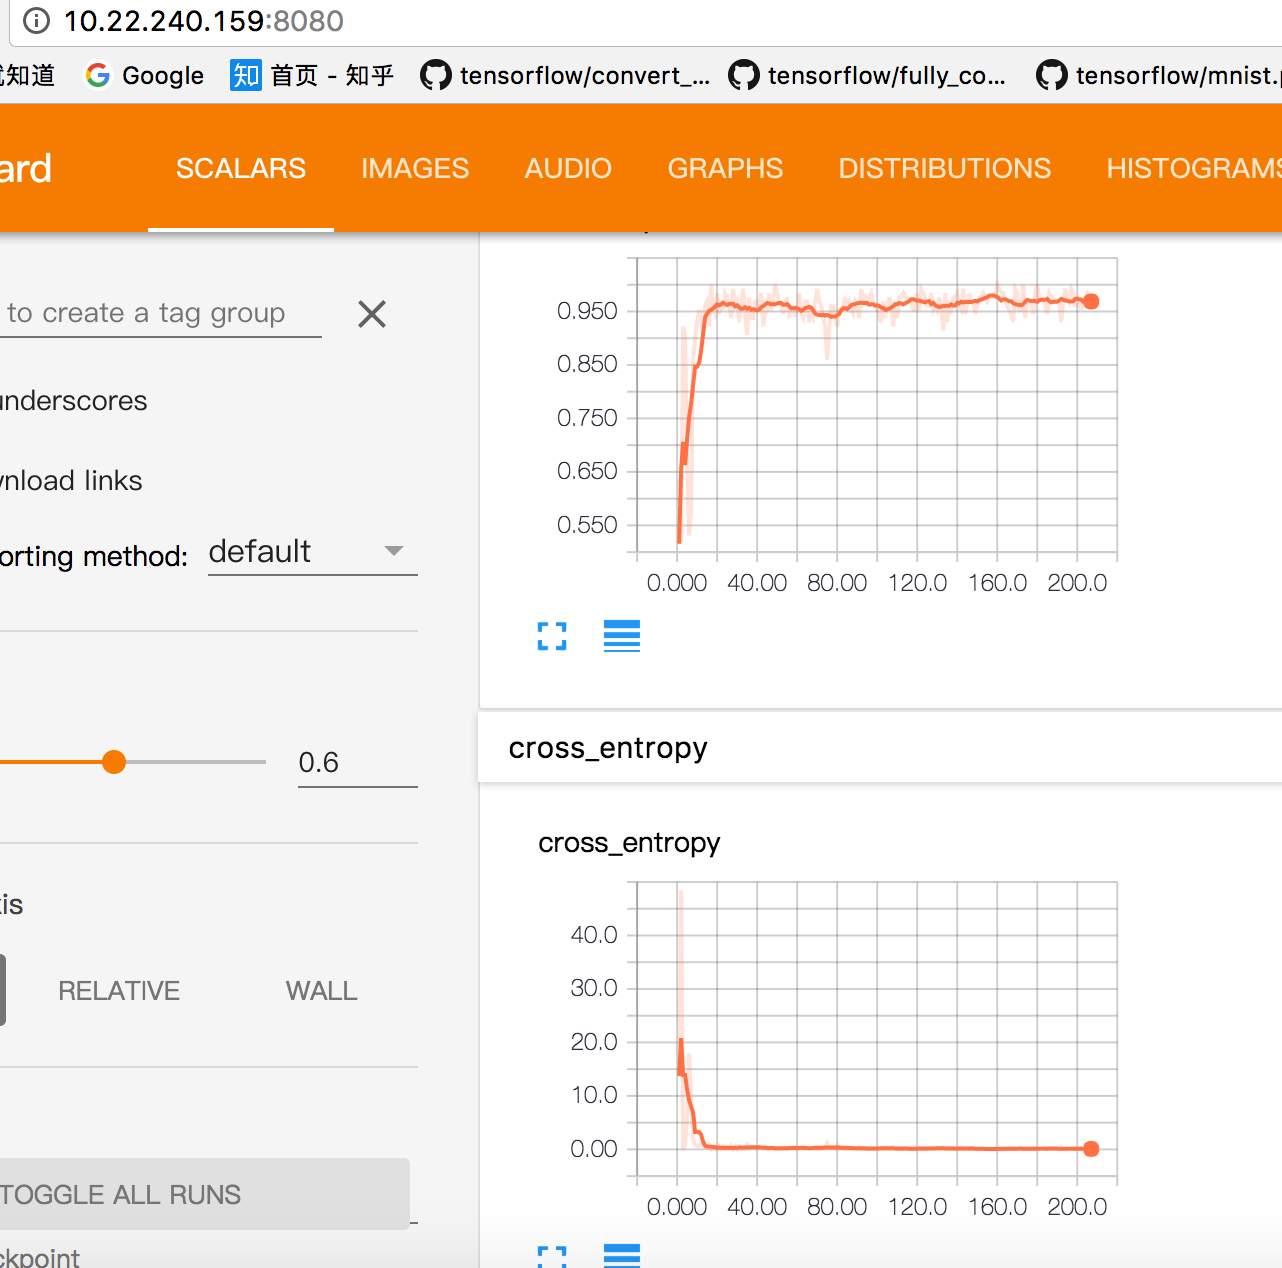 10.22.240.159:8080
知道 Google 知 首页 - 知乎 tensorflow/convert_... tensorflow/fully_co... tensorflow/mnist.p
ard SCALARS IMAGES AUDIO GRAPHS DISTRIBUTIONS HISTOGRAMS
to create a tag group
underscores
wnload links
orting method: default
0.6
xis
RELATIVE WALL
TOGGLE ALL RUNS
ckpoint
0.950
0.850
0.750
0.650
0.550
0.000 40.00 80.00 120.0 160.0 200.0
cross_entropy
cross_entropy
40.0
30.0
20.0
10.0
0.00
0.000 40.00 80.00 120.0 160.0 200.0